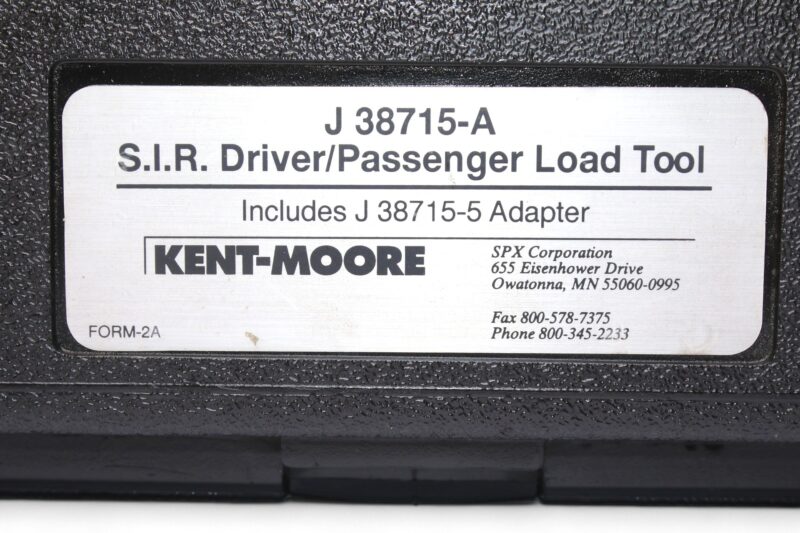 J 38715-A
S.I.R. Driver/Passenger Load Tool
Includes J 38715-5 Adapter
KENT-MOORE
SPX Corporation
655 Eisenhower Drive
Owatonna, MN 55060-0995
Fax 800-578-7375
Phone 800-345-2233
FORM-2A